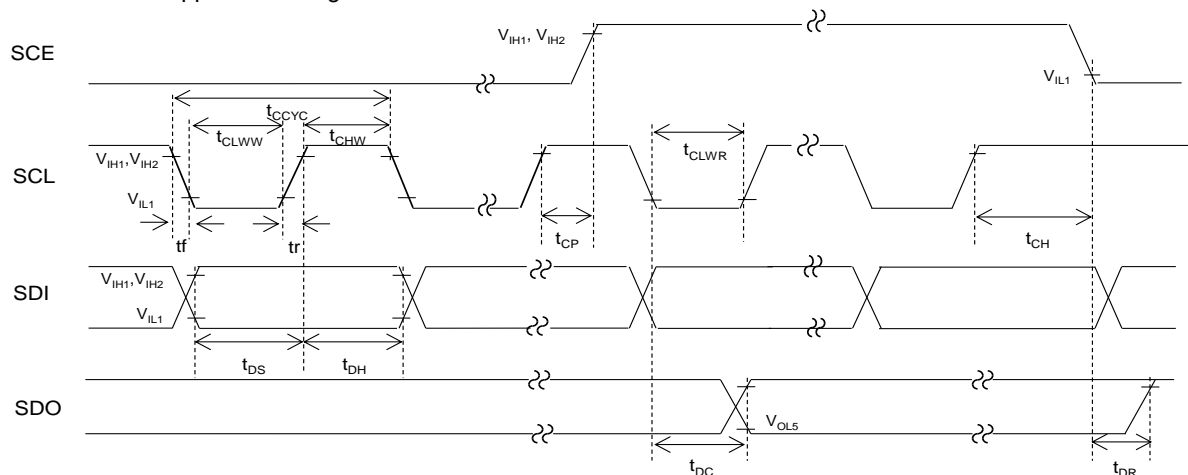 V_IH1, V_IH2
SCE
V_IL1
t_CCYC
t_CLWW
t_CHW
t_CLWR
V_IH1,V_IH2
SCL
V_IL1
tf
tr
t_CP
t_CH
V_IH1,V_IH2
SDI
V_IL1
t_DS
t_DH
SDO
V_OL5
t_DC
t_DR